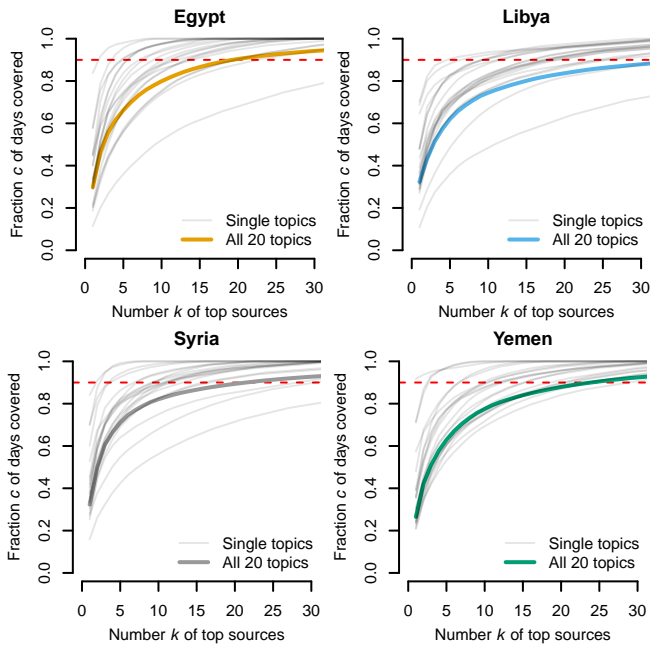 Egypt
Fraction c of days covered
0.0 0.2 0.4 0.6 0.8 1.0
Single topics
All 20 topics
0 5 10 15 20 25 30
Number k of top sources
Libya
Fraction c of days covered
0.0 0.2 0.4 0.6 0.8 1.0
Single topics
All 20 topics
0 5 10 15 20 25 30
Number k of top sources
Syria
Fraction c of days covered
0.0 0.2 0.4 0.6 0.8 1.0
Single topics
All 20 topics
0 5 10 15 20 25 30
Number k of top sources
Yemen
Fraction c of days covered
0.0 0.2 0.4 0.6 0.8 1.0
Single topics
All 20 topics
0 5 10 15 20 25 30
Number k of top sources